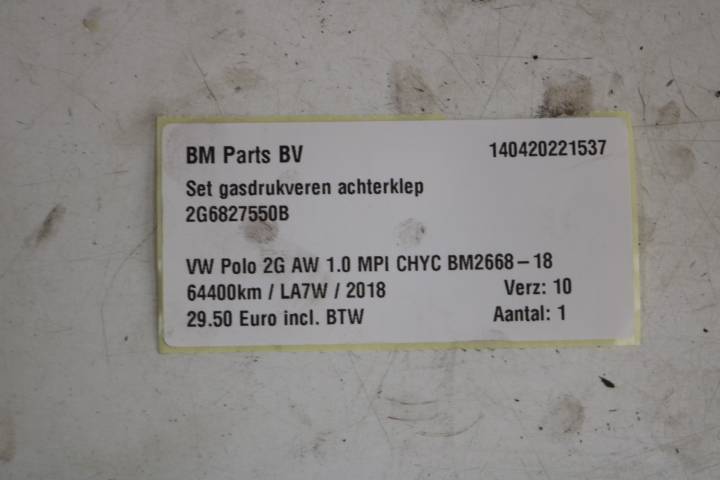 BM Parts BV 140420221537
Set gasdrukveren achterklep
2G6827550B
VW Polo 2G AW 1.0 MPI CHYC BM2668-18
64400km / LA7W / 2018 Verz: 10
29.50 Euro incl. BTW Aantal: 1